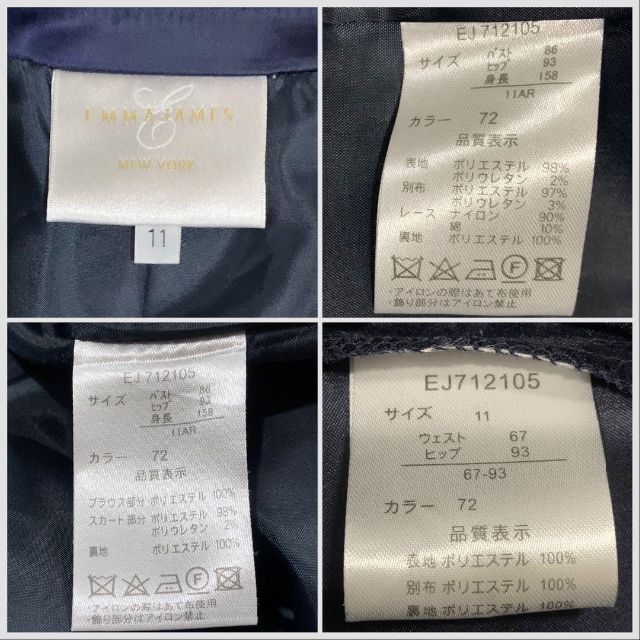 EMMAJAMES
NEW YORK
11
EJ712105
サイズ バスト 86
ヒップ 93
身長 158
11AR
カラー 72
品質表示
表地 ポリエステル 98%
ポリウレタン 2%
別布 ポリエステル 97%
ポリウレタン 3%
レース ナイロン 90%
綿 10%
裏地 ポリエステル 100%
・アイロンの際はあて布使用
・飾り部分はアイロン禁止
EJ712105
サイズ バスト 86
ヒップ 93
身長 158
11AR
カラー 72
品質表示
ブラウス部分 ポリエステル 100%
スカート部分 ポリエステル 98%
ポリウレタン 2%
裏地 ポリエステル 100%
・アイロンの際はあて布使用
EJ712105
サイズ 11
ウェスト 67
ヒップ 93
67-93
カラー 72
品質表示
表地 ポリエステル 100%
別布 ポリエステル 100%
裏地 ポリエステル 100%